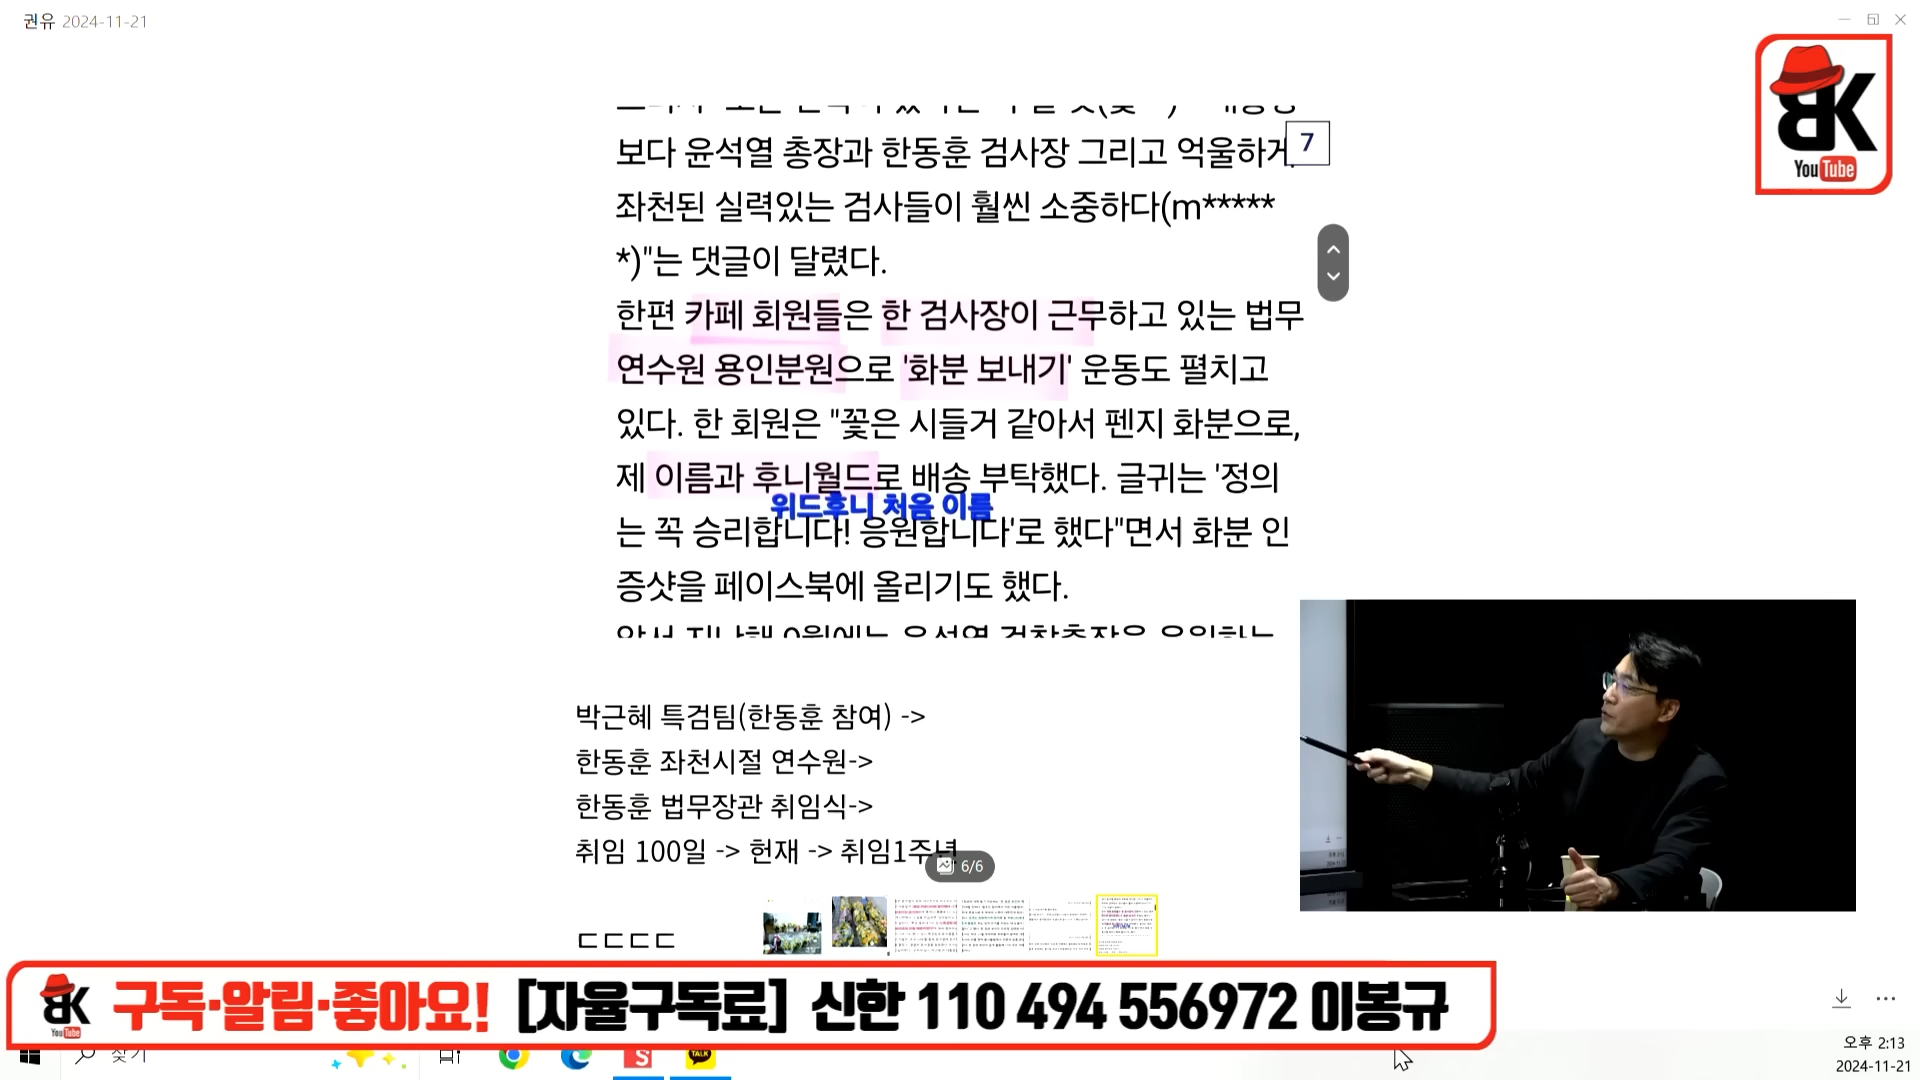 권유 2024-11-21
BK
YouTube
7
보다 윤석열 총장과 한동훈 검사장 그리고 억울하게
좌천된 실력있는 검사들이 훨씬 소중하다(m*****
*)"는 댓글이 달렸다.
한편 카페 회원들은 한 검사장이 근무하고 있는 법무
연수원 용인분원으로 '화분 보내기' 운동도 펼치고
있다. 한 회원은 "꽃은 시들거 같아서 펜지 화분으로,
제 이름과 후니월드로 배송 부탁했다. 글귀는 '정의
위드후니 처음 이름
는 꼭 승리합니다! 응원합니다'로 했다"면서 화분 인
증샷을 페이스북에 올리기도 했다.
박근혜 특검팀(한동훈 참여) ->
한동훈 좌천시절 연수원->
한동훈 법무장관 취임식->
취임 100일 -> 헌재 -> 취임1주년
6/6
ㄷㄷㄷㄷ
BK YouTube 구독·알림·좋아요! [자율구독료] 신한 110 494 556972 이봉규
찾기
S
TALK
오후 2:13
2024-11-21